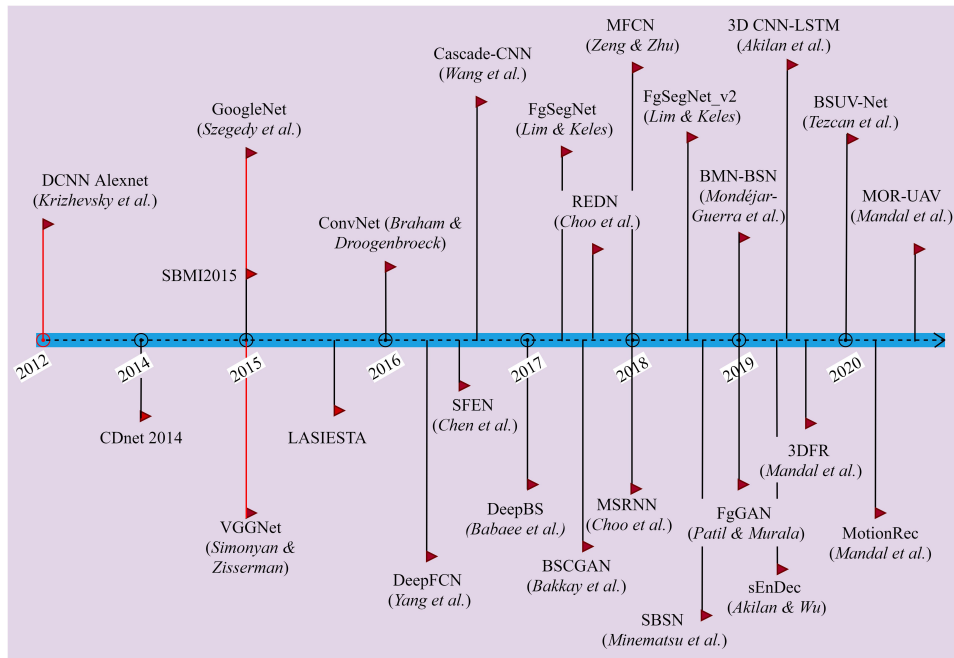 DCNN Alexnet
(Krizhevsky et al.)
GoogleNet
(Szegedy et al.)
SBMI2015
ConvNet (Braham &
Droogenbroeck)
Cascade-CNN
(Wang et al.)
FgSegNet
(Lim & Keles)
REDN
(Choo et al.)
MFCN
(Zeng & Zhu)
FgSegNet_v2
(Lim & Keles)
BMN-BSN
(Mondéjar-
Guerra et al.)
3D CNN-LSTM
(Akilan et al.)
BSUV-Net
(Tezcan et al.)
MOR-UAV
(Mandal et al.)
2012
2014
2015
2016
2017
2018
2019
2020
CDnet 2014
VGGNet
(Simonyan &
Zisserman)
LASIESTA
DeepFCN
(Yang et al.)
SFEN
(Chen et al.)
DeepBS
(Babaee et al.)
BSCGAN
(Bakkay et al.)
MSRNN
(Choo et al.)
SBSN
(Minematsu et al.)
FgGAN
(Patil & Murala)
sEnDec
(Akilan & Wu)
3DFR
(Mandal et al.)
MotionRec
(Mandal et al.)